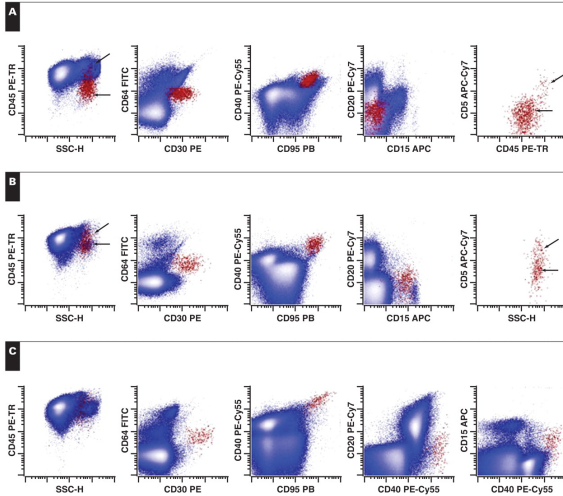 A
CD45 PE-TR
SSC-H
CD64 FITC
CD30 PE
CD40 PE-Cy55
CD95 PB
CD20 PE-Cy7
CD15 APC
CD5 APC-Cy7
CD45 PE-TR
B
CD45 PE-TR
SSC-H
CD64 FITC
CD30 PE
CD40 PE-Cy55
CD95 PB
CD20 PE-Cy7
CD15 APC
CD5 APC-Cy7
SSC-H
C
CD45 PE-TR
SSC-H
CD64 FITC
CD30 PE
CD40 PE-Cy55
CD95 PB
CD20 PE-Cy7
CD40 PE-Cy55
CD15 APC
CD40 PE-Cy55